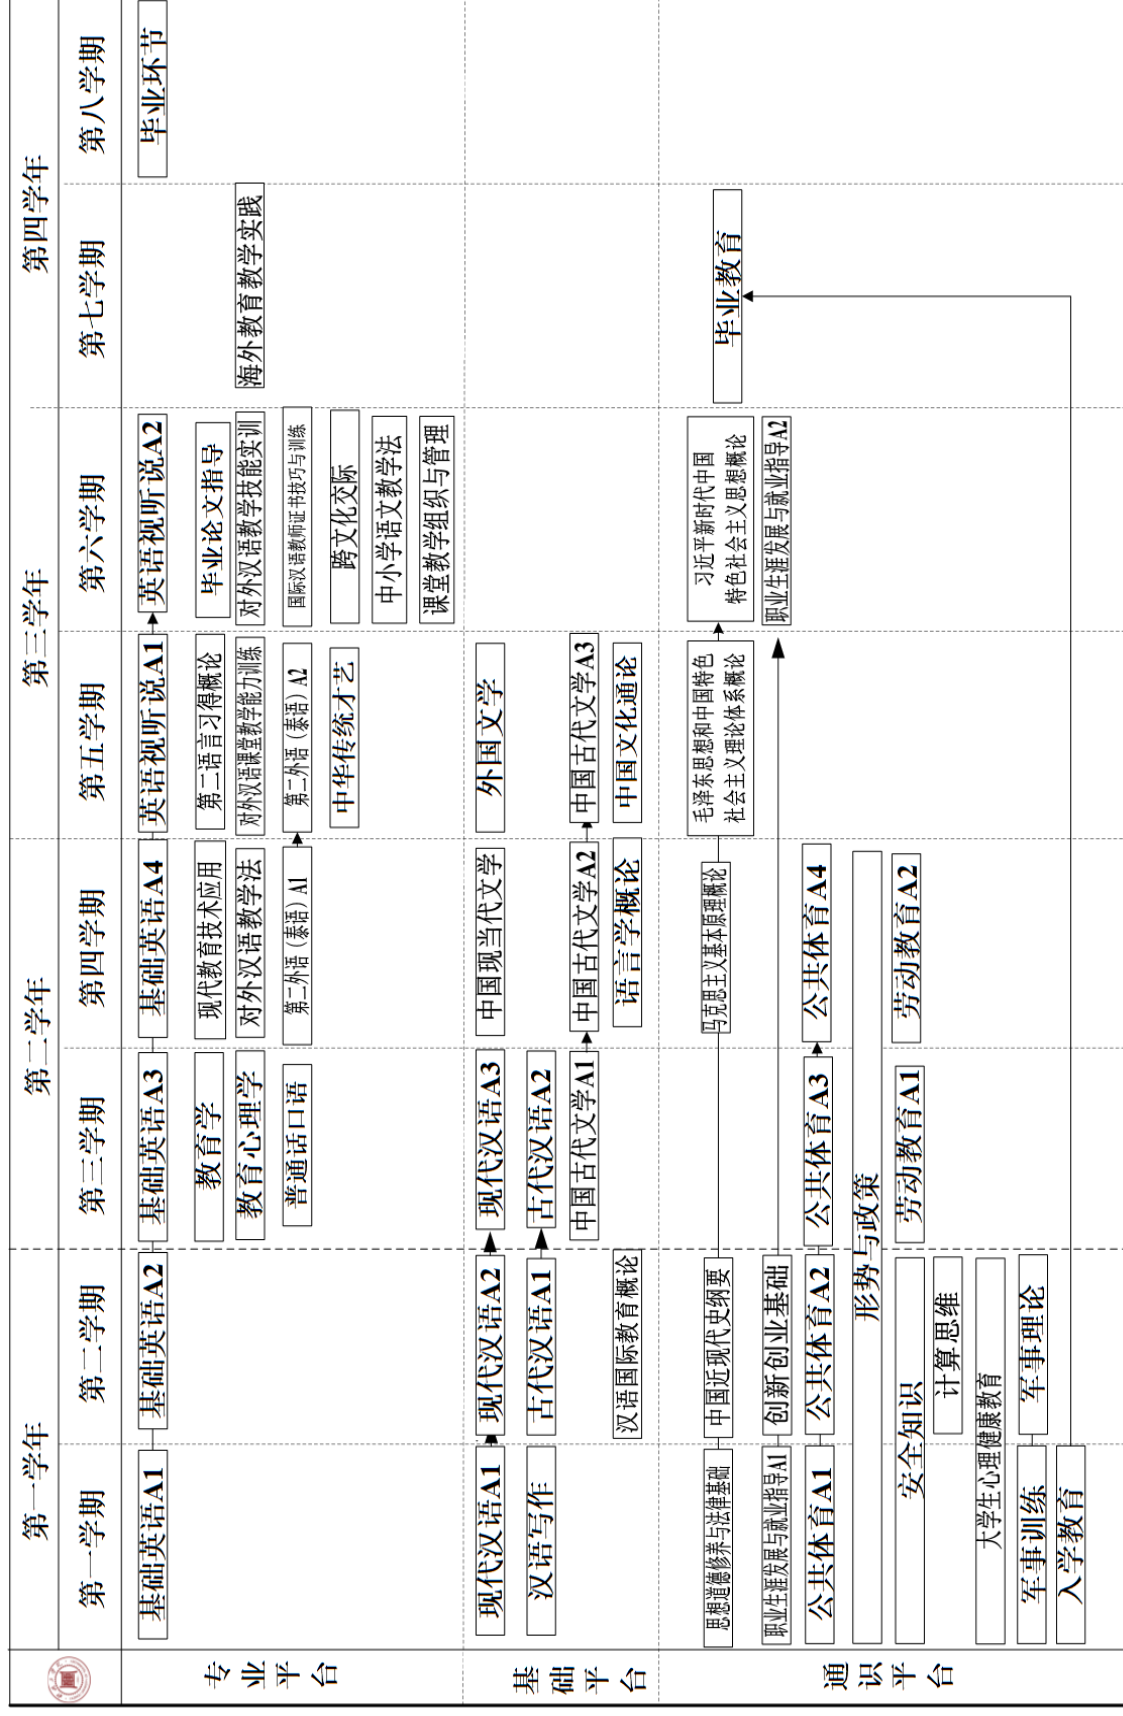 第一学年
第二学年
第三学年
第四学年
第一学期
第二学期
第三学期
第四学期
第五学期
第六学期
第七学期
第八学期
专业平台
基础英语A1
基础英语A2
基础英语A3
基础英语A4
英语视听说A1
英语视听说A2
毕业环节
教育学
现代教育技术应用
第二语言习得概论
毕业论文指导
教育心理学
对外汉语教学法
对外汉语课堂教学能力训练
对外汉语教学技能实训
海外教育教学实践
普通话口语
第二外语（泰语）A1
第二外语（泰语）A2
国际汉语教师证书技巧与训练
中华传统才艺
跨文化交际
中小学语文教学法
课堂教学组织与管理
基础平台
现代汉语A1
现代汉语A2
现代汉语A3
中国现当代文学
外国文学
汉语写作
古代汉语A1
古代汉语A2
中国古代文学A1
中国古代文学A2
中国古代文学A3
汉语国际教育概论
语言学概论
中国文化通论
通识平台
思想道德修养与法律基础
中国近现代史纲要
马克思主义基本原理概论
毛泽东思想和中国特色
社会主义理论体系概论
习近平新时代中国
特色社会主义思想概论
毕业教育
职业生涯发展与就业指导A1
创新创业基础
职业生涯发展与就业指导A2
公共体育A1
公共体育A2
公共体育A3
公共体育A4
形势与政策
安全知识
劳动教育A1
劳动教育A2
计算思维
大学生心理健康教育
军事训练
军事理论
入学教育